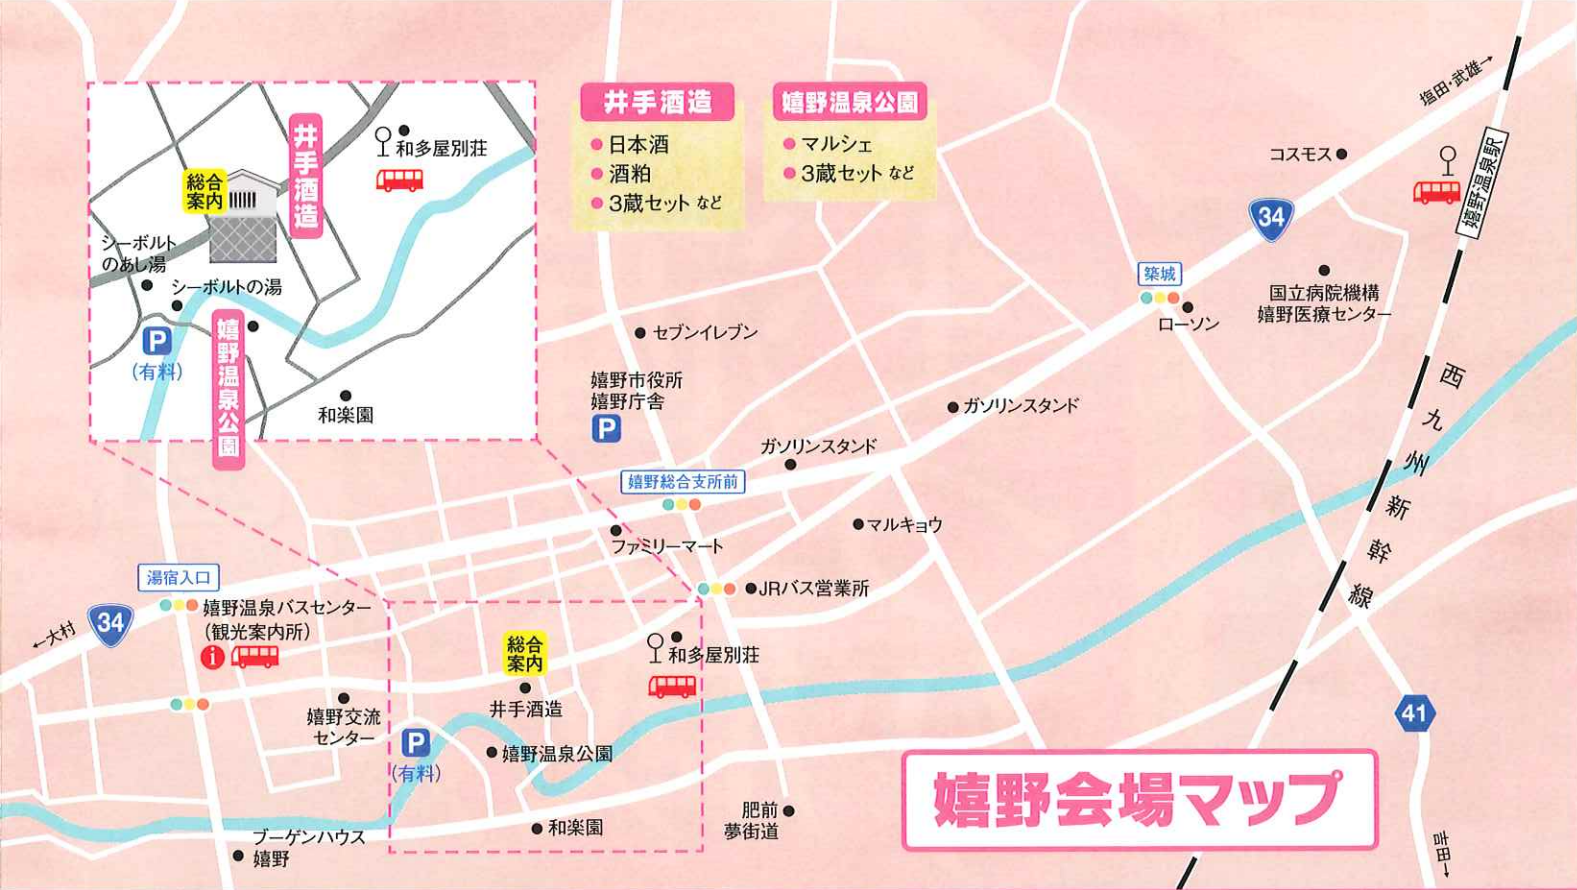 井手酒造
日本酒
酒粕
3蔵セット など
嬉野温泉公園
マルシェ
3蔵セット など
塩田・武雄→
コスモス
嬉野温泉駅
34
築城
ローソン
国立病院機構
嬉野医療センター
西九州新幹線
井手酒造
総合
案内
和多屋別荘
シーボルト
のあし湯
シーボルトの湯
P
(有料)
嬉野温泉公園
和楽園
セブンイレブン
嬉野市役所
嬉野庁舎
P
ガソリンスタンド
ガソリンスタンド
嬉野総合支所前
マルキョウ
ファミリーマート
JRバス営業所
湯宿入口
嬉野温泉バスセンター
(観光案内所)
i
34
←大村
総合
案内
井手酒造
和多屋別荘
嬉野交流
センター
P
(有料)
嬉野温泉公園
和楽園
肥前
夢街道
ブーゲンハウス
嬉野
41
吉田→
嬉野会場マップ